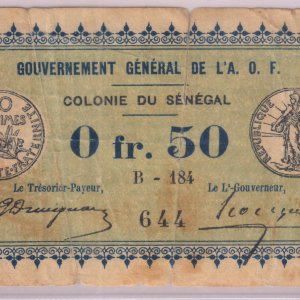 GOUVERNEMENT GÉNÉRAL DE L'A. O. F.
COLONIE DU SÉNÉGAL
0 fr. 50
B - 184
Le Trésorier-Payeur,
Le Lt-Gouverneur,
644